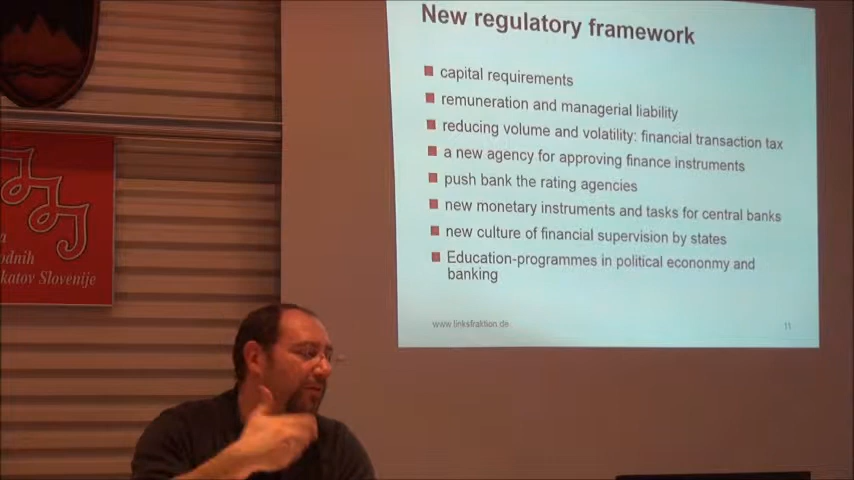 New regulatory framework
capital requirements
remuneration and managerial liability
reducing volume and volatility: financial transaction tax
a new agency for approving finance instruments
push bank the rating agencies
new monetary instruments and tasks for central banks
new culture of financial supervision by states
Education-programmes in political econonmy and
banking
www.linksfraktion.de
11
a
odnih
katov Slovenije